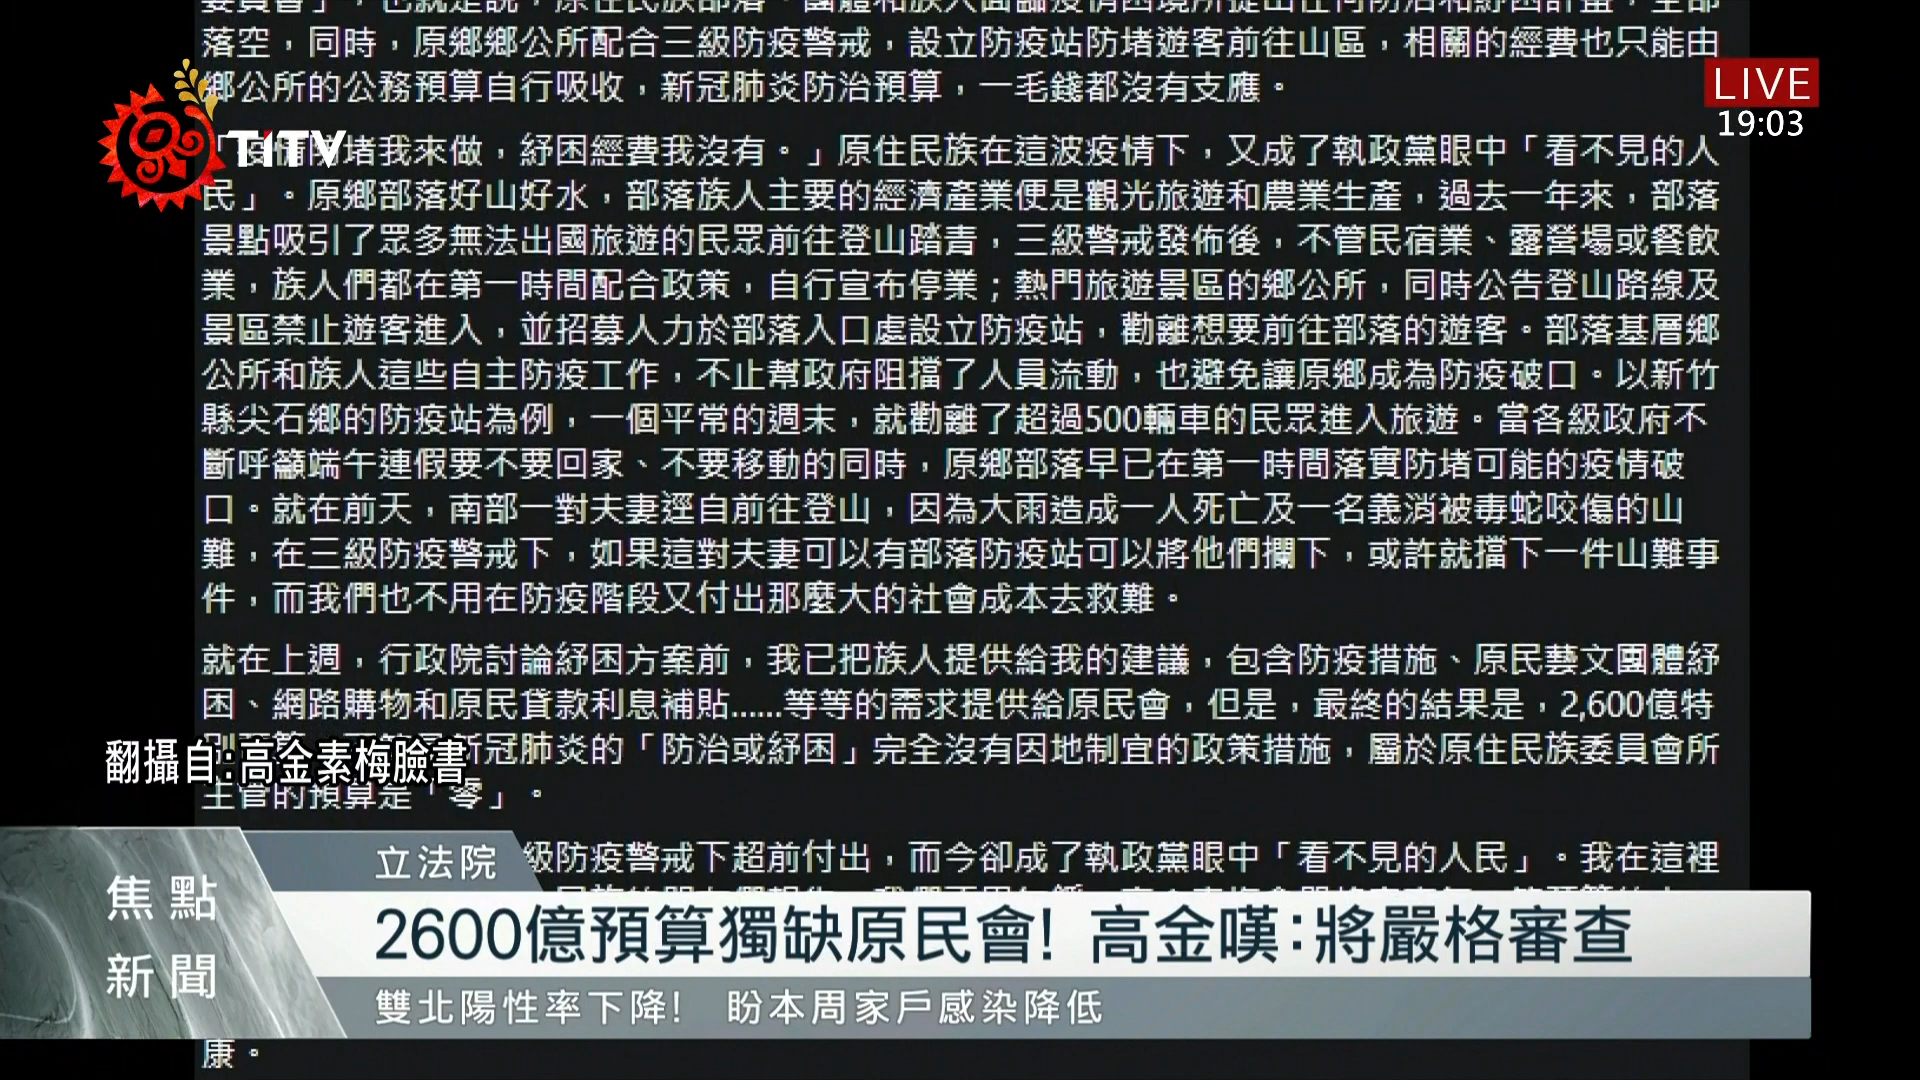 落空，同時，原鄉鄉公所配合三級防疫警戒，設立防疫站防堵遊客前往山區，相關的經費也只能由
鄉公所的公務預算自行吸收，新冠肺炎防治預算，一毛錢都沒有支應。
LIVE
19:03
TiTV
「疫情防堵我來做，紓困經費我沒有。」原住民族在這波疫情下，又成了執政黨眼中「看不見的人
民」。原鄉部落好山好水，部落族人主要的經濟產業便是觀光旅遊和農業生產，過去一年來，部落
景點吸引了眾多無法出國旅遊的民眾前往登山踏青，三級警戒發佈後，不管民宿業、露營場或餐飲
業，族人們都在第一時間配合政策，自行宣布停業；熱門旅遊景區的鄉公所，同時公告登山路線及
景區禁止遊客進入，並招募人力於部落入口處設立防疫站，勸離想要前往部落的遊客。部落基層鄉
公所和族人這些自主防疫工作，不止幫政府阻擋了人員流動，也避免讓原鄉成為防疫破口。以新竹
縣尖石鄉的防疫站為例，一個平常的週末，就勸離了超過500輛車的民眾進入旅遊。當各級政府不
斷呼籲端午連假要不要回家、不要移動的同時，原鄉部落早已在第一時間落實防堵可能的疫情破
口。就在前天，南部一對夫妻逕自前往登山，因為大雨造成一人死亡及一名義消被毒蛇咬傷的山
難，在三級防疫警戒下，如果這對夫妻可以有部落防疫站可以將他們攔下，或許就擋下一件山難事
件，而我們也不用在防疫階段又付出那麼大的社會成本去救難。
就在上週，行政院討論紓困方案前，我已把族人提供給我的建議，包含防疫措施、原民藝文團體紓
困、網路購物和原民貸款利息補貼......等等的需求提供給原民會，但是，最終的結果是，2,600億特
新冠肺炎的「防治或紓困」完全沒有因地制宜的政策措施，屬於原住民族委員會所
主管的預算是「零」。
翻攝自:高金素梅臉書
級防疫警戒下超前付出，而今卻成了執政黨眼中「看不見的人民」。我在這裡
立法院
焦點
新聞
2600億預算獨缺原民會! 高金嘆:將嚴格審查
雙北陽性率下降! 盼本周家戶感染降低
康。